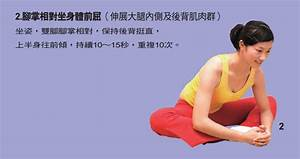 2.腳掌相對坐身體前屈（伸展大腿內側及後背肌肉群）
坐姿，雙腳腳掌相對，保持後背挺直，
上半身往前傾，持續10～15秒，重複10次。
2